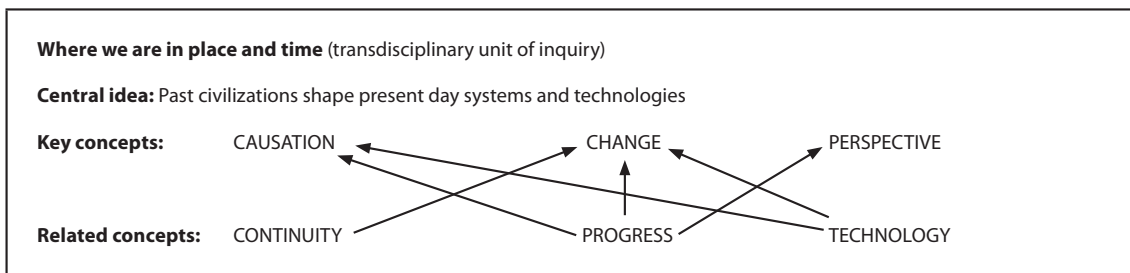 Where we are in place and time (transdisciplinary unit of inquiry)
Central idea: Past civilizations shape present day systems and technologies
Key concepts: CAUSATION CHANGE PERSPECTIVE
Related concepts: CONTINUITY PROGRESS TECHNOLOGY